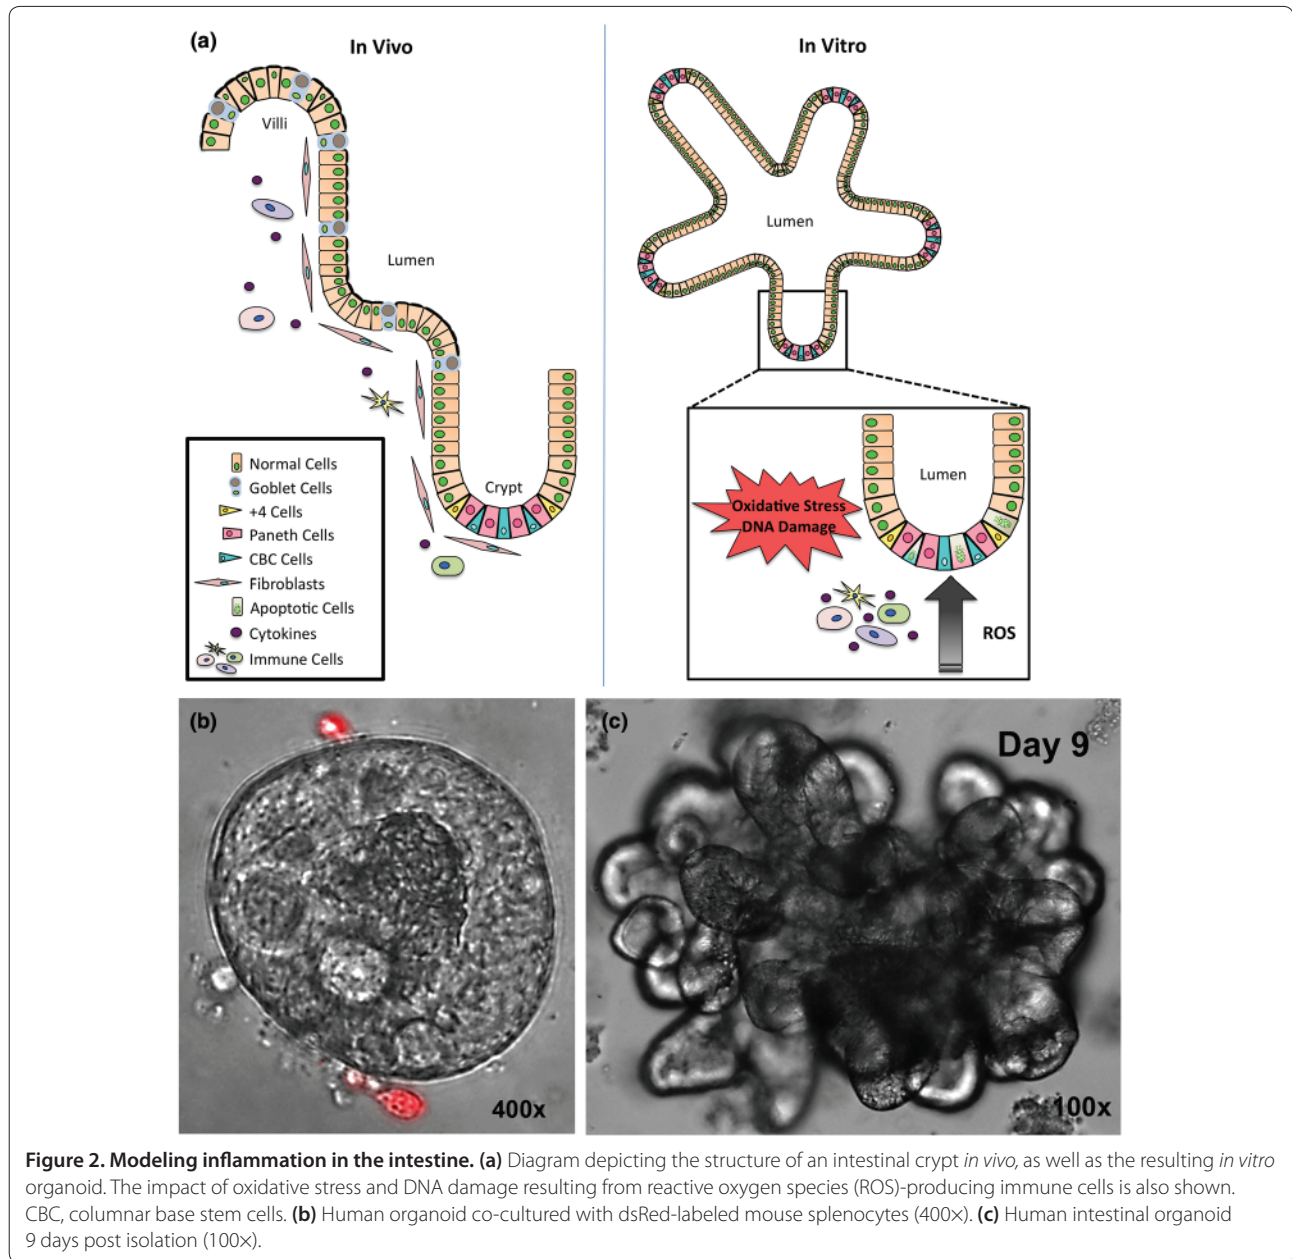 (a)
In Vivo
In Vitro
Villi
Lumen
Crypt
Normal Cells
Goblet Cells
+4 Cells
Paneth Cells
CBC Cells
Fibroblasts
Apoptotic Cells
Cytokines
Immune Cells
Lumen
Lumen
Oxidative Stress
DNA Damage
ROS
(b)
400x
(c)
Day 9
100x
Figure 2. Modeling inflammation in the intestine. (a) Diagram depicting the structure of an intestinal crypt in vivo, as well as the resulting in vitro
organoid. The impact of oxidative stress and DNA damage resulting from reactive oxygen species (ROS)-producing immune cells is also shown.
CBC, columnar base stem cells. (b) Human organoid co-cultured with dsRed-labeled mouse splenocytes (400×). (c) Human intestinal organoid
9 days post isolation (100×).